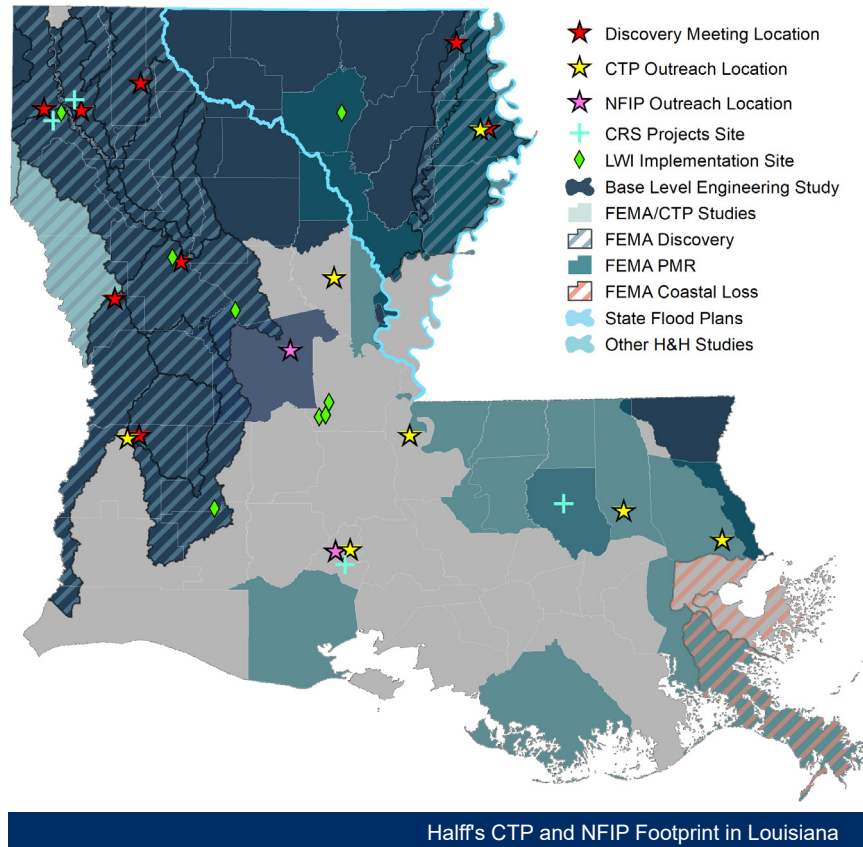 Discovery Meeting Location
CTP Outreach Location
NFIP Outreach Location
CRS Projects Site
LWI Implementation Site
Base Level Engineering Study
FEMA/CTP Studies
FEMA Discovery
FEMA PMR
FEMA Coastal Loss
State Flood Plans
Other H&H Studies
Halff's CTP and NFIP Footprint in Louisiana